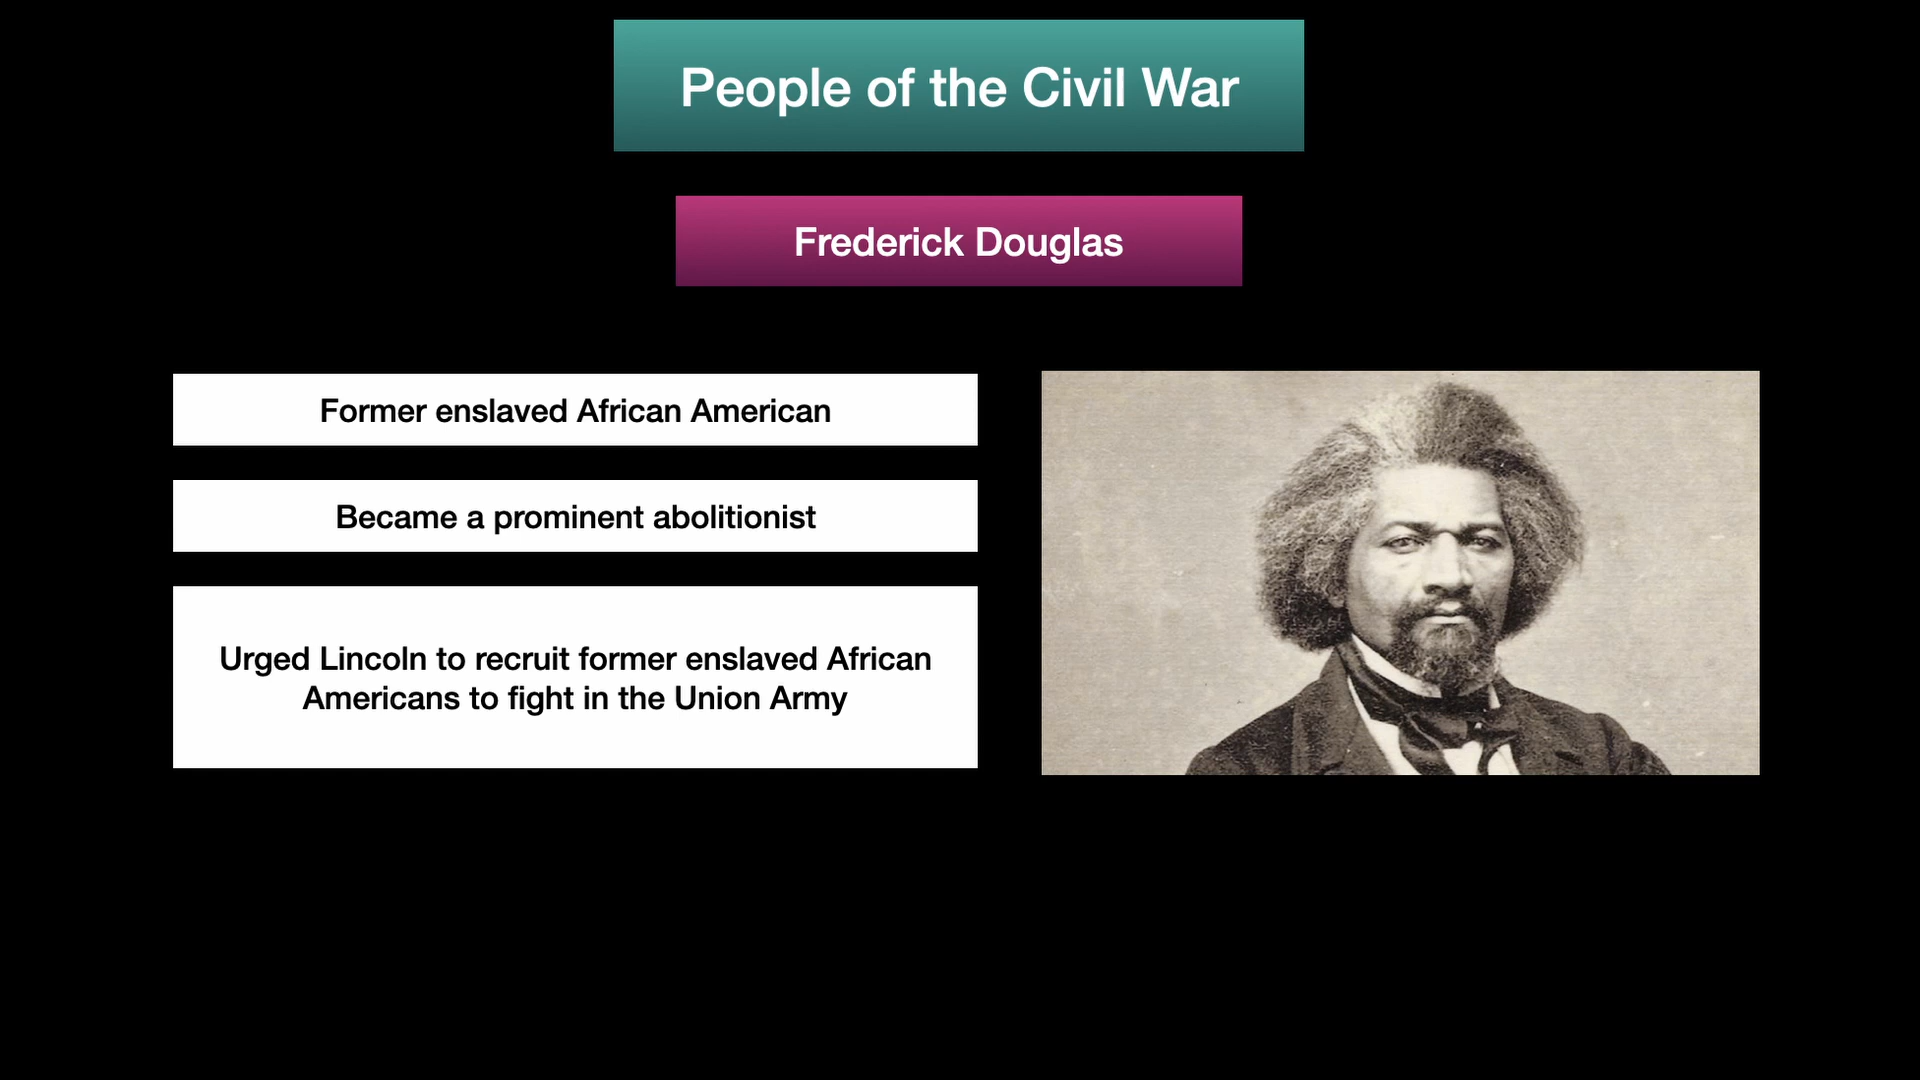 People of the Civil War
Frederick Douglas
Former enslaved African American
Became a prominent abolitionist
Urged Lincoln to recruit former enslaved African
Americans to fight in the Union Army